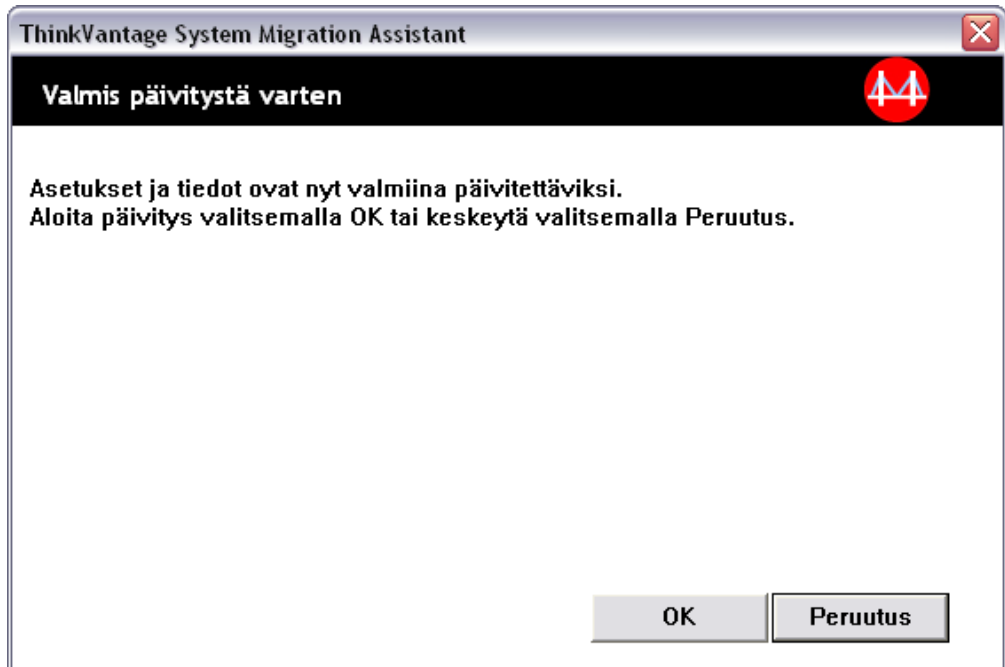 ThinkVantage System Migration Assistant
Valmis päivitystä varten
Asetukset ja tiedot ovat nyt valmiina päivitettäviksi.
Aloita päivitys valitsemalla OK tai keskeytä valitsemalla Peruutus.
OK
Peruutus